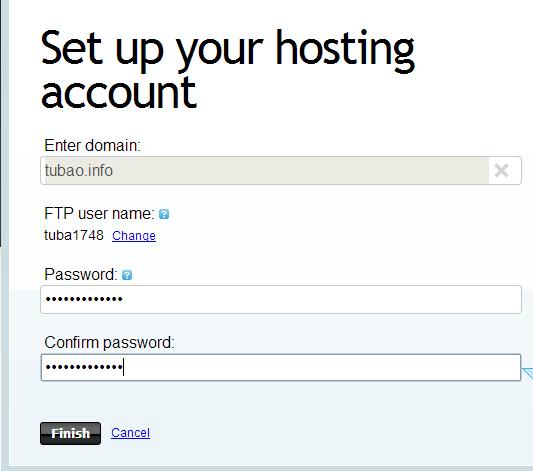 Set up your hosting
account
Enter domain:
tubao.info
FTP user name: ?
tuba1748 Change
Password: ?
•••••••••••••
Confirm password:
•••••••••••••
Finish Cancel